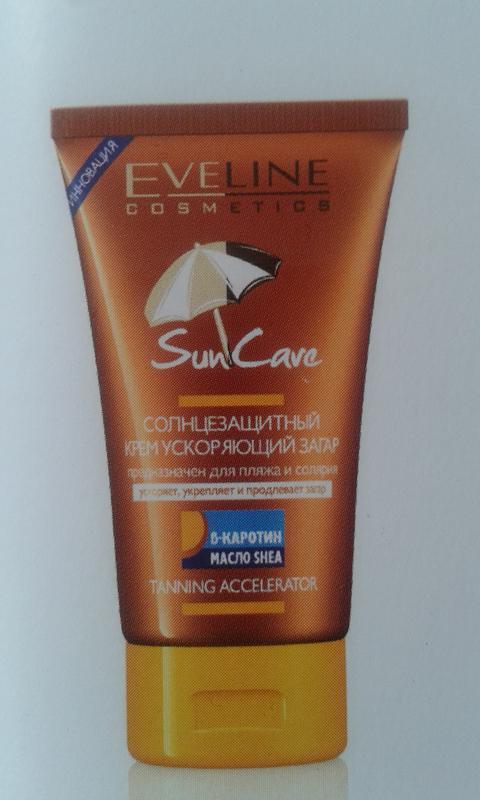 ИННОВАЦИЯ
EVELINE
COSMETICS
Sun Care
СОЛНЦЕЗАЩИТНЫЙ
КРЕМ УСКОРЯЮЩИЙ ЗАГАР
предназначен для пляжа и солярия
ускоряет, укрепляет и продлевает загар
β-КАРОТИН
МАСЛО SHEA
TANNING ACCELERATOR